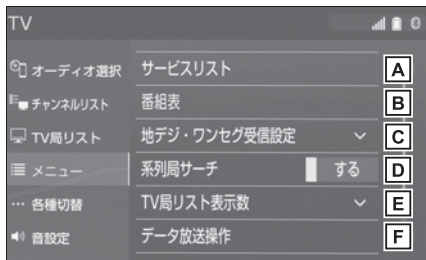 TV
オーディオ選択
チャンネルリスト
TV局リスト
メニュー
各種切替
音設定
サービスリスト A
番組表 B
地デジ・ワンセグ受信設定 C
系列局サーチ する D
TV局リスト表示数 E
データ放送操作 F